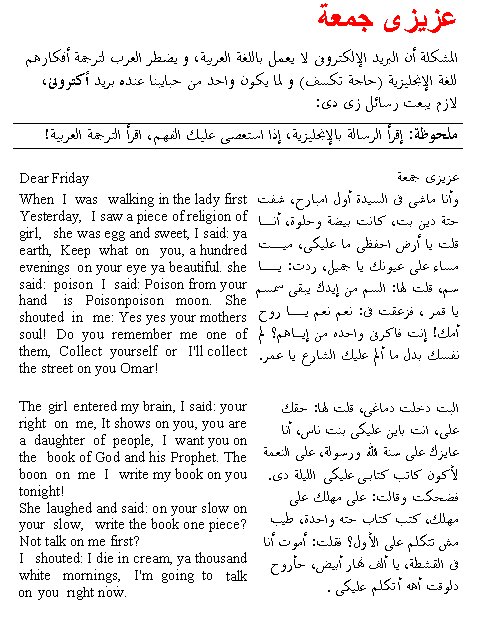 عزيزى جمعة
المشكلة أن البريد الإلكترونى لا يعمل باللغة العربية، و يضطر العرب لترجمة أفكارهم
للغة الإنجليزية (حاجة تكسف) و لما يكون واحد من حبايبنا عنده بريد أكترونى،
لازم يبعت رسائل زى دى:
ملحوظة: إقرأ الرسالة بالإنجليزية، إذا استعصى عليك الفهم، اقرأ الترجمة العربية!
Dear Friday
When I was walking in the lady first
Yesterday, I saw a piece of religion of
girl, she was egg and sweet, I said: ya
earth, Keep what on you, a hundred
evenings on your eye ya beautiful. she
said: poison I said: Poison from your
hand is Poisonpoison moon. She
shouted in me: Yes yes your mothers
soul! Do you remember me one of
them, Collect yourself or I'll collect
the street on you Omar!
The girl entered my brain, I said: your
right on me, It shows on you, you are
a daughter of people, I want you on
the book of God and his Prophet. The
boon on me I write my book on you
tonight!
She laughed and said: on your slow on
your slow, write the book one piece?
Not talk on me first?
I shouted: I die in cream, ya thousand
white mornings, I'm going to talk
on you right now.
عزيزى جمعة
وأنا ماشى فى السيدة أول امبارح، شفت
حتة دين بت، كانت بيضة وحلوة، أنا
قلت يا أرض احفظى ما عليكى، ميت
مساء على عيونك يا جميل، ردت: يا
سم، قلت لها: السم من إيدك يبقى سمسم
يا قمر ، فزعقت فى: نعم نعم يا روح
أمك! إنت فاكرنى واحده من إياهم؟ لم
نفسك بدل ما ألم عليك الشارع يا عمر.
البت دخلت دماغى، قلت لها: حقك
على، انت باين عليكى بنت ناس، أنا
عايزك على سنة الله ورسوله، على النعمة
لأكون كاتب كتابى عليكى الليلة دى.
فضحكت وقالت: على مهلك على
مهلك، كتب كتاب حته واحدة، طيب
مش تتكلم على الأول؟ فقلت: أموت أنا
فى القشطة، يا ألف نهار أبيض، حأروح
دلوقت أهه أتكلم عليكى .